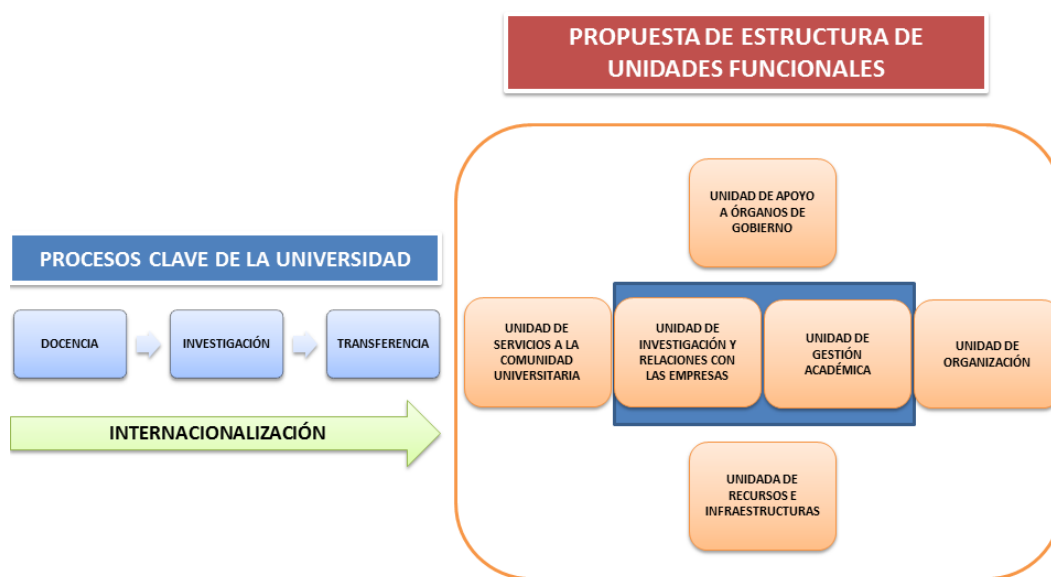 PROPUESTA DE ESTRUCTURA DE
UNIDADES FUNCIONALES
UNIDAD DE APOYO
A ÓRGANOS DE
GOBIERNO
PROCESOS CLAVE DE LA UNIVERSIDAD
DOCENCIA
INVESTIGACIÓN
TRANSFERENCIA
INTERNACIONALIZACIÓN
UNIDAD DE
SERVICIOS A LA
COMUNIDAD
UNIVERSITARIA
UNIDAD DE
INVESTIGACIÓN Y
RELACIONES CON
LAS EMPRESAS
UNIDAD DE
GESTIÓN
ACADÉMICA
UNIDAD DE
ORGANIZACIÓN
UNIDADA DE
RECURSOS E
INFRAESTRUCTURAS